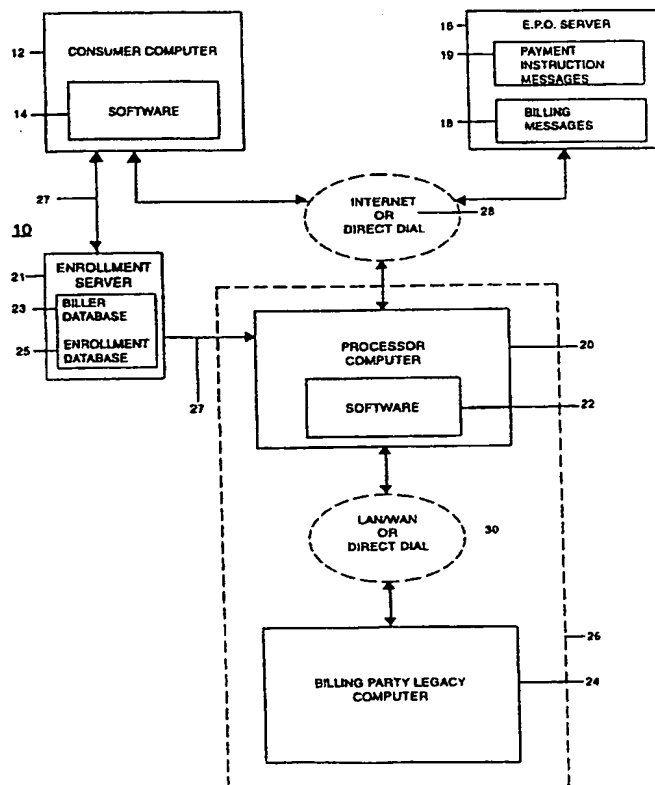 12
CONSUMER COMPUTER
14
SOFTWARE
16
E.P.O. SERVER
19
PAYMENT
INSTRUCTION
MESSAGES
18
BILLING
MESSAGES
27
INTERNET
OR
DIRECT DIAL
28
10
21
ENROLLMENT
SERVER
23
BILLER
DATABASE
25
ENROLLMENT
DATABASE
27
PROCESSOR
COMPUTER
20
SOFTWARE
22
LAN/WAN
OR
DIRECT DIAL
30
26
BILLING PARTY LEGACY
COMPUTER
24